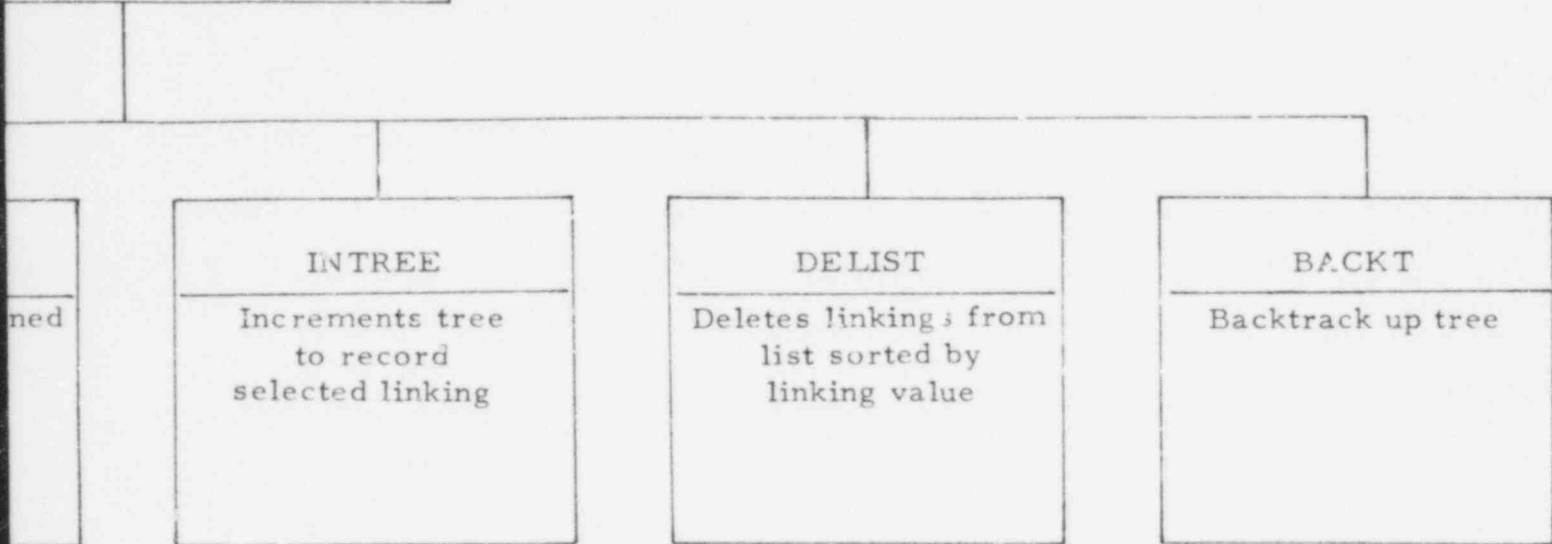 INTREE
DELIST
BACKT
ned
Increments tree
to record
selected linking
Deletes linkings from
list sorted by
linking value
Backtrack up tree